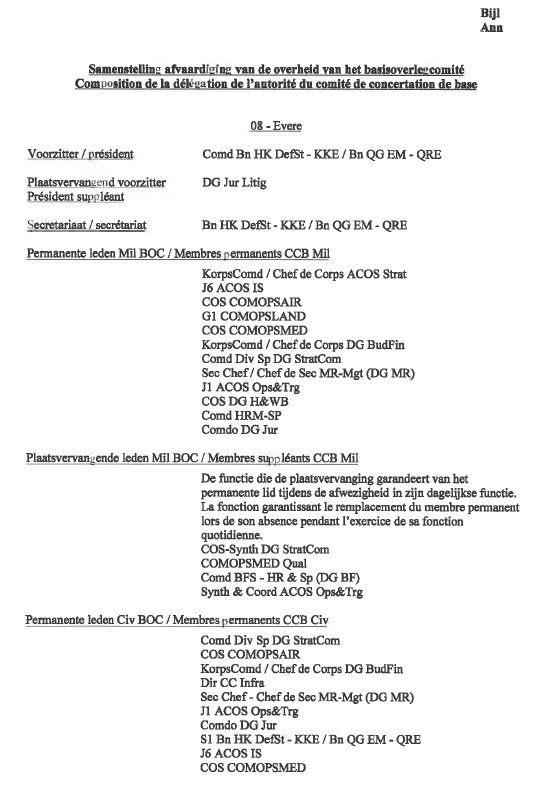 Bijl
Ann
Samenstelling afvaardiging van de overheid van het basisoverlegcomité
Composition de la délégation de l'autorité du comité de concertation de base
08 - Evere
Voorzitter / président Comd Bn HK DefSt - KKE / Bn QG EM - QRE
Plaatsvervangend voorzitter DG Jur Litig
Président suppléant
Secretariaat / secrétariat Bn HK DefSt - KKE / Bn QG EM - QRE
Permanente leden Mil BOC / Membres permanents CCB Mil
KorpsComd / Chef de Corps ACOS Strat
J6 ACOS IS
COS COMOPSAIR
G1 COMOPSLAND
COS COMOPSMED
KorpsComd / Chef de Corps DG BudFin
Comd Div Sp DG StratCom
Sec Chef / Chef de Sec MR-Mgt (DG MR)
J1 ACOS Ops&Trg
COS DG H&WB
Comd HRM-SP
Comdo DG Jur
Plaatsvervangende leden Mil BOC / Membres suppléants CCB Mil
De functie die de plaatsvervanging garandeert van het
permanente lid tijdens de afwezigheid in zijn dagelijkse functie.
La fonction garantissant le remplacement du membre permanent
lors de son absence pendant l'exercice de sa fonction
quotidienne.
COS-Synth DG StratCom
COMOPSMED Qual
Comd BFS - HR & Sp (DG BF)
Synth & Coord ACOS Ops&Trg
Permanente leden Civ BOC / Membres permanents CCB Civ
Comd Div Sp DG StratCom
COS COMOPSAIR
KorpsComd / Chef de Corps DG BudFin
Dir CC Infra
Sec Chef - Chef de Sec MR-Mgt (DG MR)
J1 ACOS Ops&Trg
Comdo DG Jur
S1 Bn HK DefSt - KKE / Bn QG EM - QRE
J6 ACOS IS
COS COMOPSMED